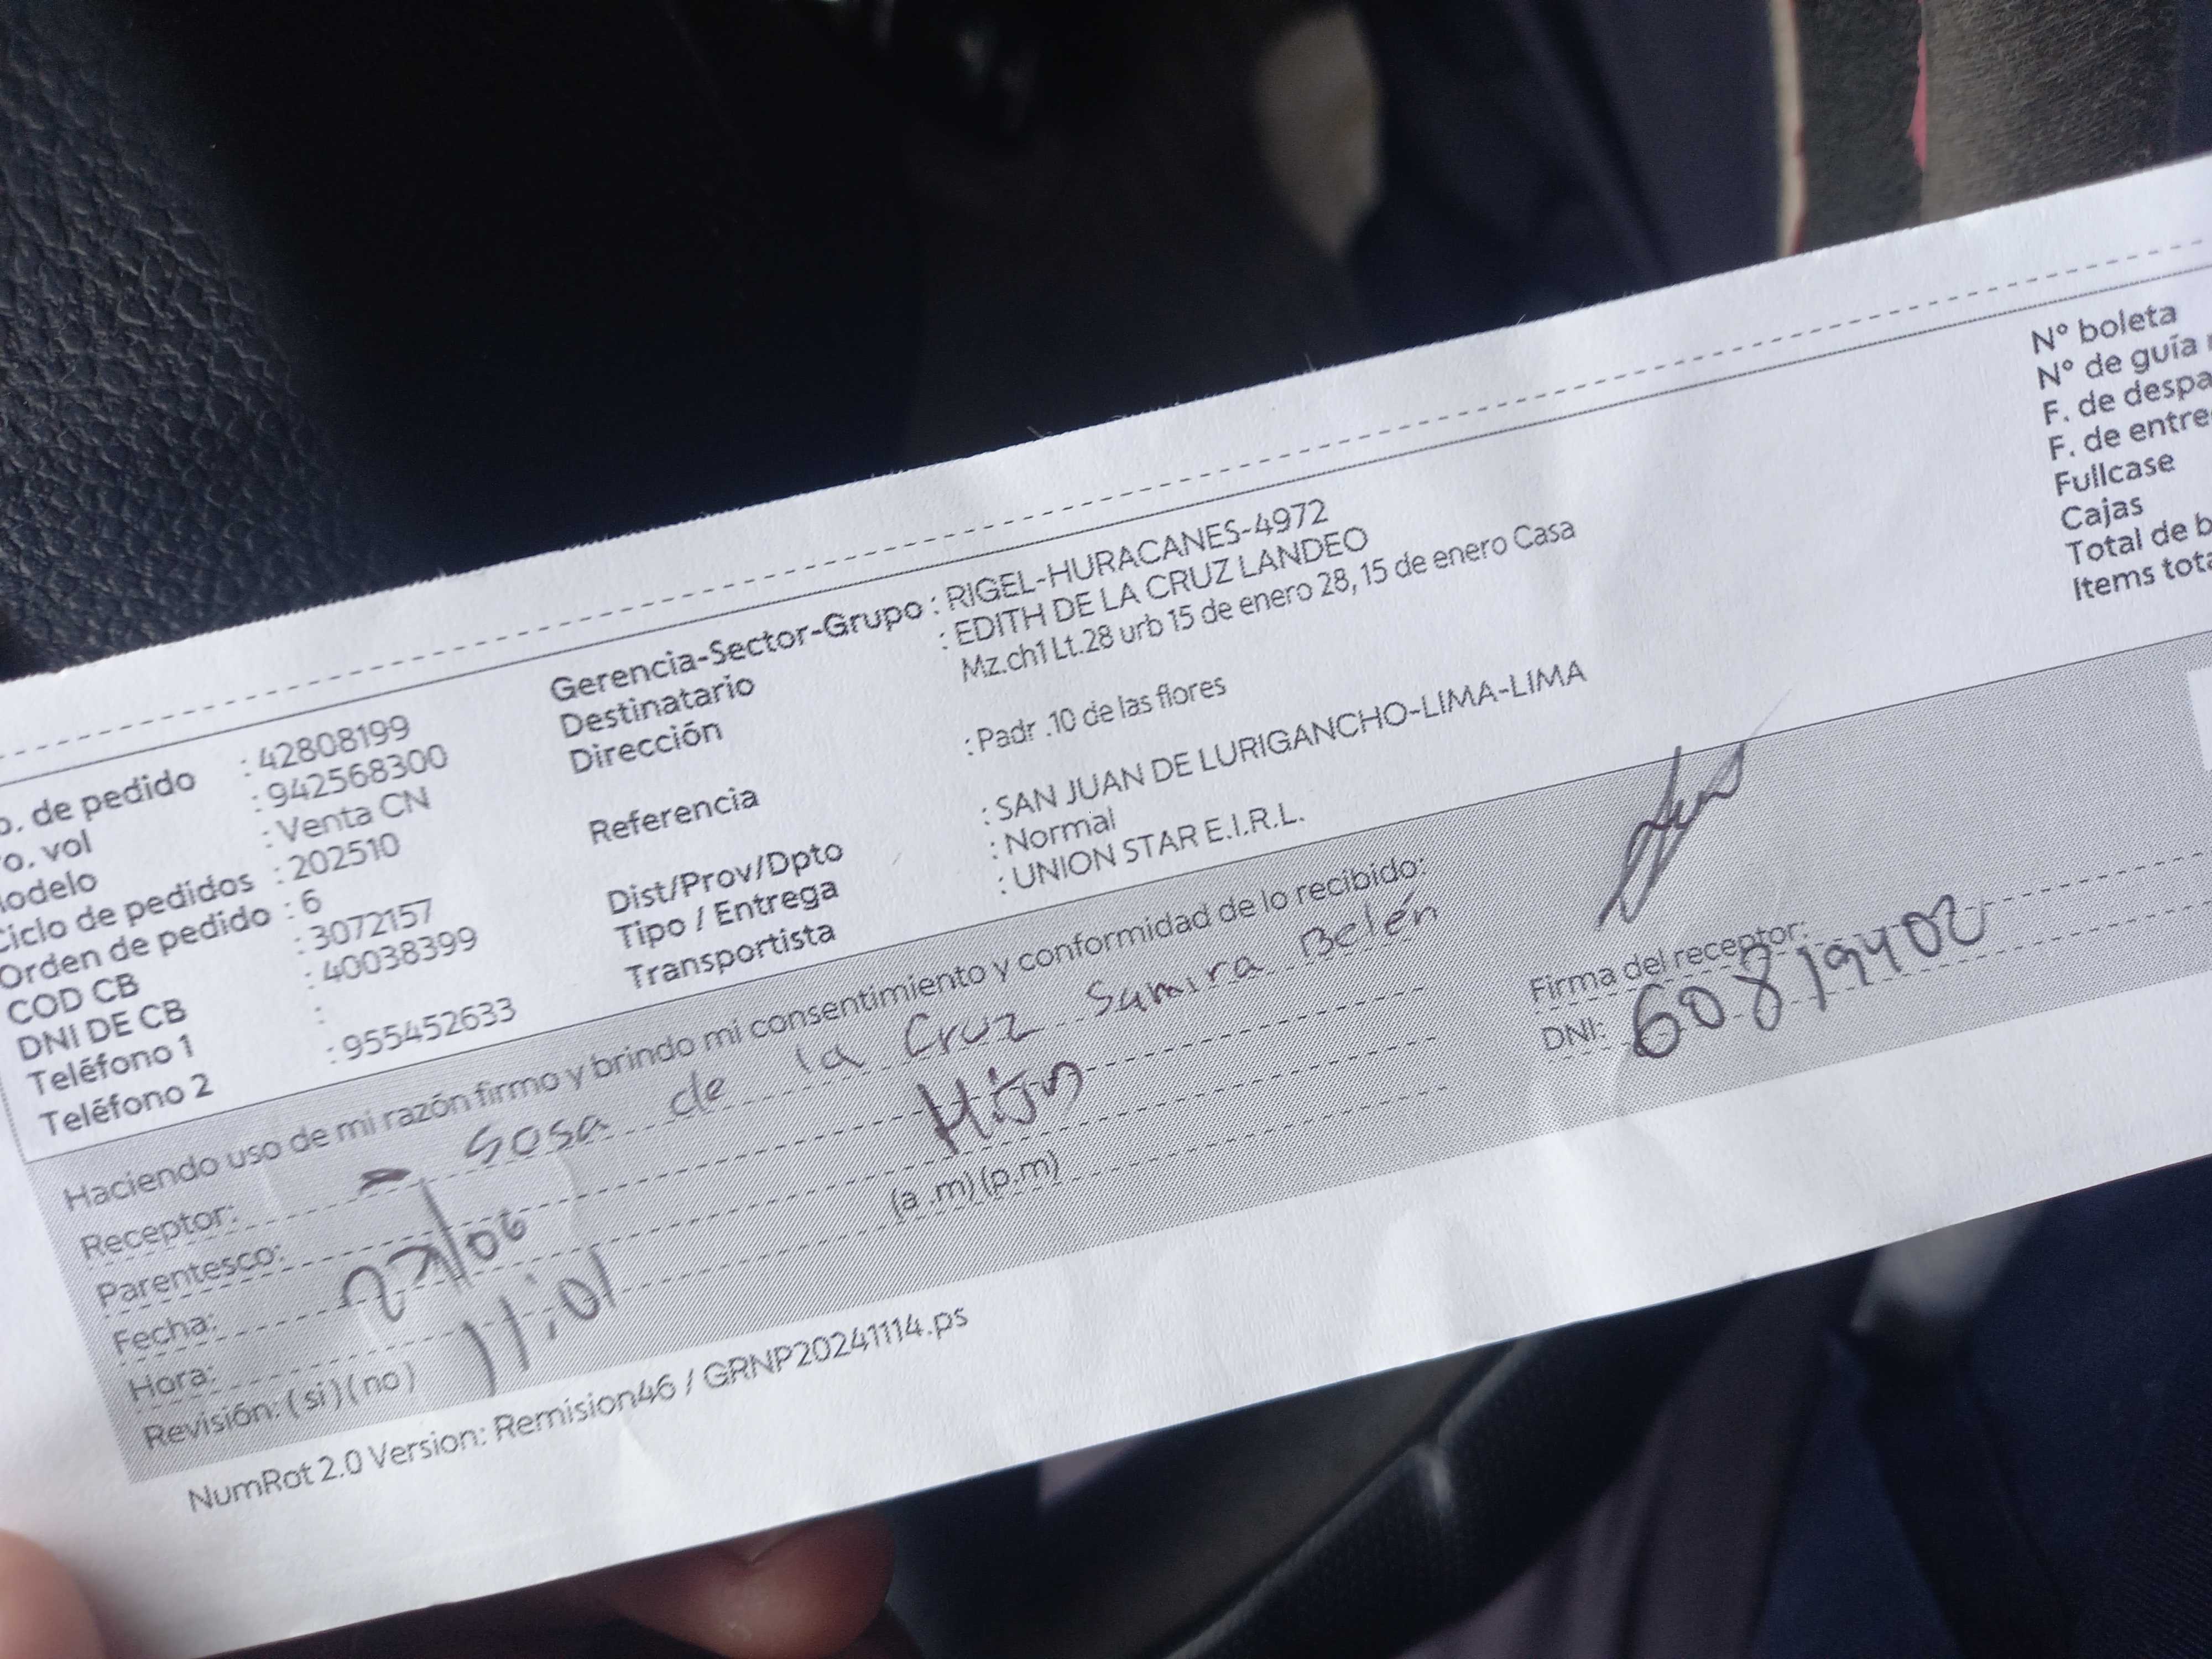 o. de pedido : 42808199
ro. vol : 942568300
Modelo : Venta CN
Ciclo de pedidos : 202510
Orden de pedido : 6
COD CB : 3072157
DNI DE CB : 40038399
Teléfono 1 :
Teléfono 2 : 955452633
Gerencia-Sector-Grupo : RIGEL-HURACANES-4972
Destinatario : EDITH DE LA CRUZ LANDEO
Dirección Mz.ch1 Lt.28 urb 15 de enero 28, 15 de enero Casa
Referencia : Padr .10 de las flores
Dist/Prov/Dpto : SAN JUAN DE LURIGANCHO-LIMA-LIMA
Tipo / Entrega : Normal
Transportista : UNION STAR E.I.R.L.
N° boleta
N° de guía
F. de despa
F. de entre
Fullcase
Cajas
Total de b
Items tota
Haciendo uso de mi razón firmo y brindo mi consentimiento y conformidad de lo recibido:
Receptor: Sosa de la Cruz Samira Belén
Parentesco: Hija
Fecha: 27/06
Hora: 11:01 (a .m) (p.m)
Revisión: ( si ) ( no )
Firma del receptor:
DNI:
NumRot 2.0 Version: Remision46 / GRNP20241114.ps